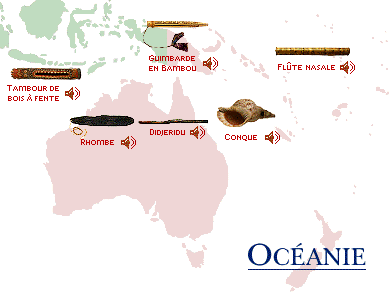 Guimbarde
en Bambou
Flûte nasale
Tambour de
bois à fente
Rhombe
Didjeridu
Conque
Océanie